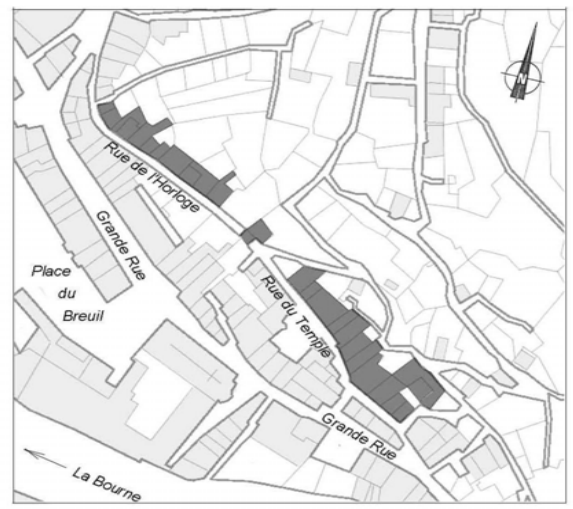 N
Rue de l'Horloge
Grande Rue
Place
du
Breuil
Rue du Temple
Grande Rue
La Bourne